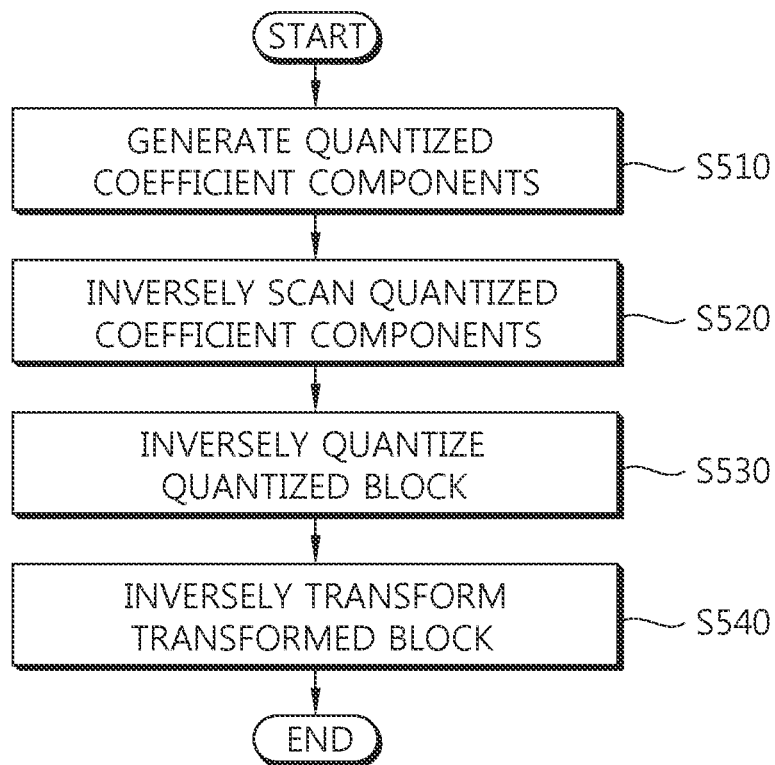 START
GENERATE QUANTIZED
COEFFICIENT COMPONENTS
S510
INVERSELY SCAN QUANTIZED
COEFFICIENT COMPONENTS
S520
INVERSELY QUANTIZE
QUANTIZED BLOCK
S530
INVERSELY TRANSFORM
TRANSFORMED BLOCK
S540
END